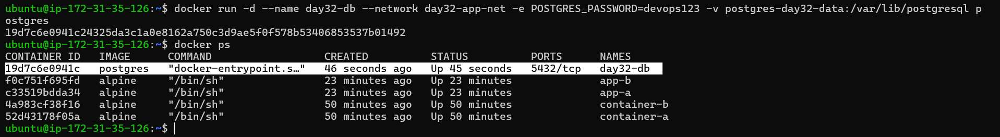 ubuntu@ip-172-31-35-126:~$ docker run -d --name day32-db --network day32-app-net -e POSTGRES_PASSWORD=devops123 -v postgres-day32-data:/var/lib/postgresql p
ostgres
19d7c6e0941c24325da3c1a0e8162a750c3d9ae5f0f578b53406853537b01492
ubuntu@ip-172-31-35-126:~$ docker ps
CONTAINER ID   IMAGE      COMMAND                  CREATED          STATUS          PORTS      NAMES
19d7c6e0941c   postgres   "docker-entrypoint.s…"   46 seconds ago   Up 45 seconds   5432/tcp   day32-db
f0c751f695fd   alpine     "/bin/sh"                23 minutes ago   Up 23 minutes              app-b
c33519bdda34   alpine     "/bin/sh"                23 minutes ago   Up 23 minutes              app-a
4a983cf38f16   alpine     "/bin/sh"                50 minutes ago   Up 50 minutes              container-b
52d43178f05a   alpine     "/bin/sh"                50 minutes ago   Up 50 minutes              container-a
ubuntu@ip-172-31-35-126:~$